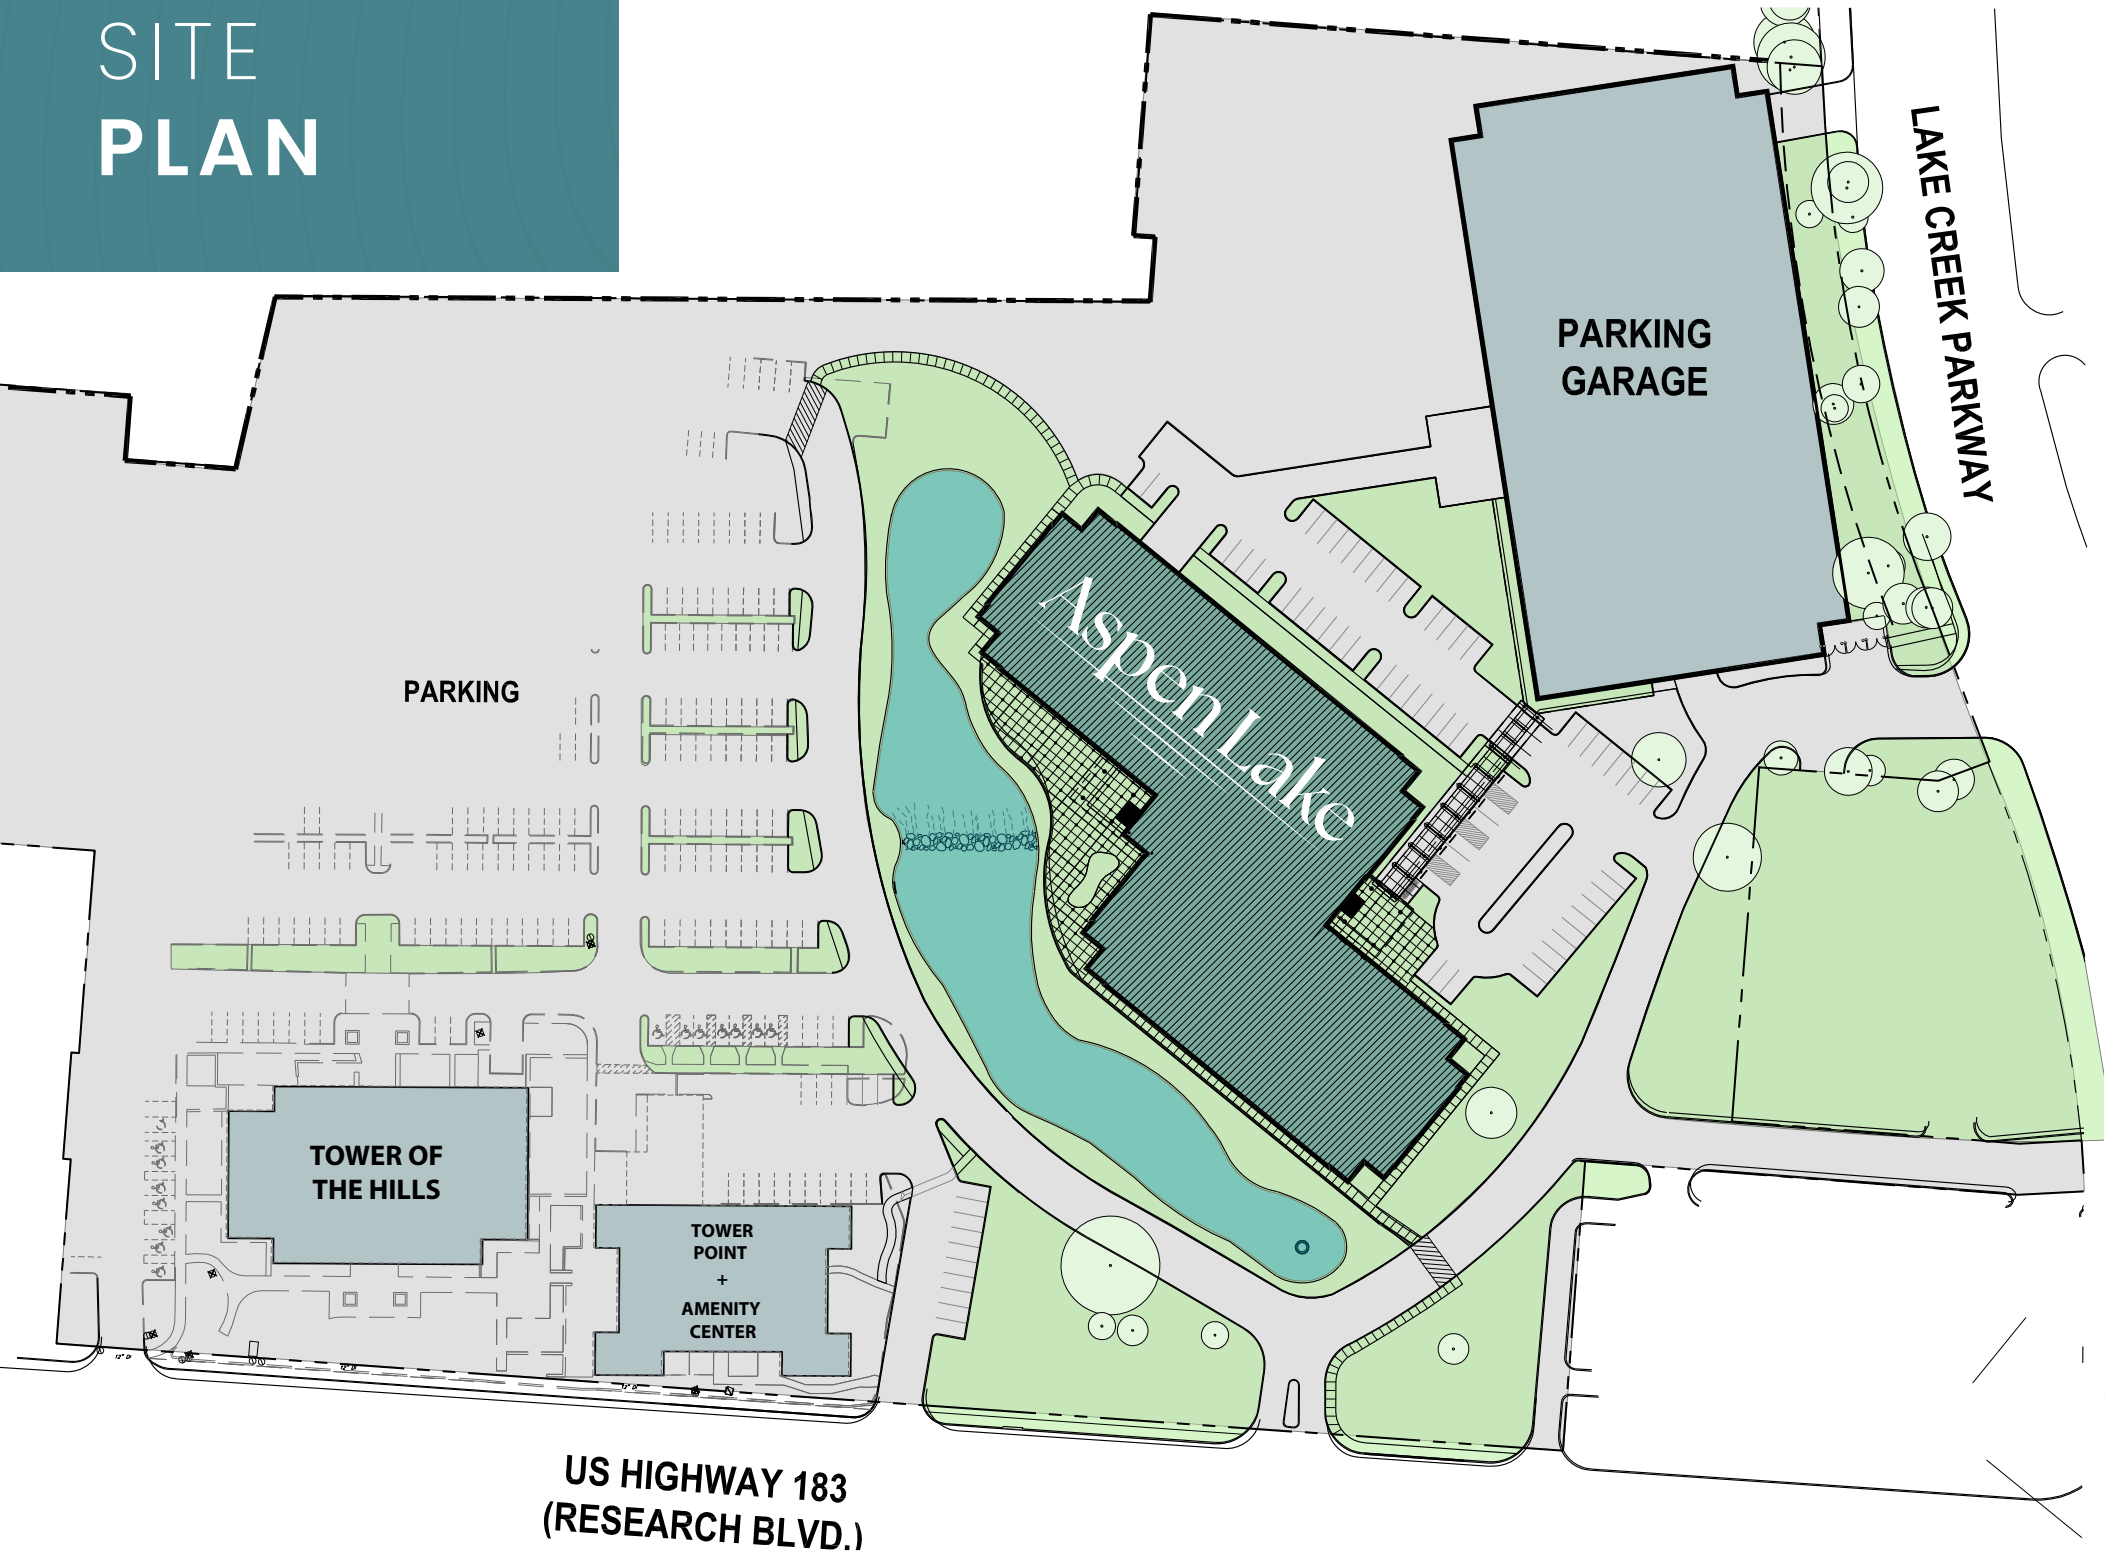 SITE
PLAN
LAKE CREEK PARKWAY
PARKING
GARAGE
Aspen Lake
PARKING
TOWER OF
THE HILLS
TOWER
POINT
+
AMENITY
CENTER
US HIGHWAY 183
(RESEARCH BLVD.)